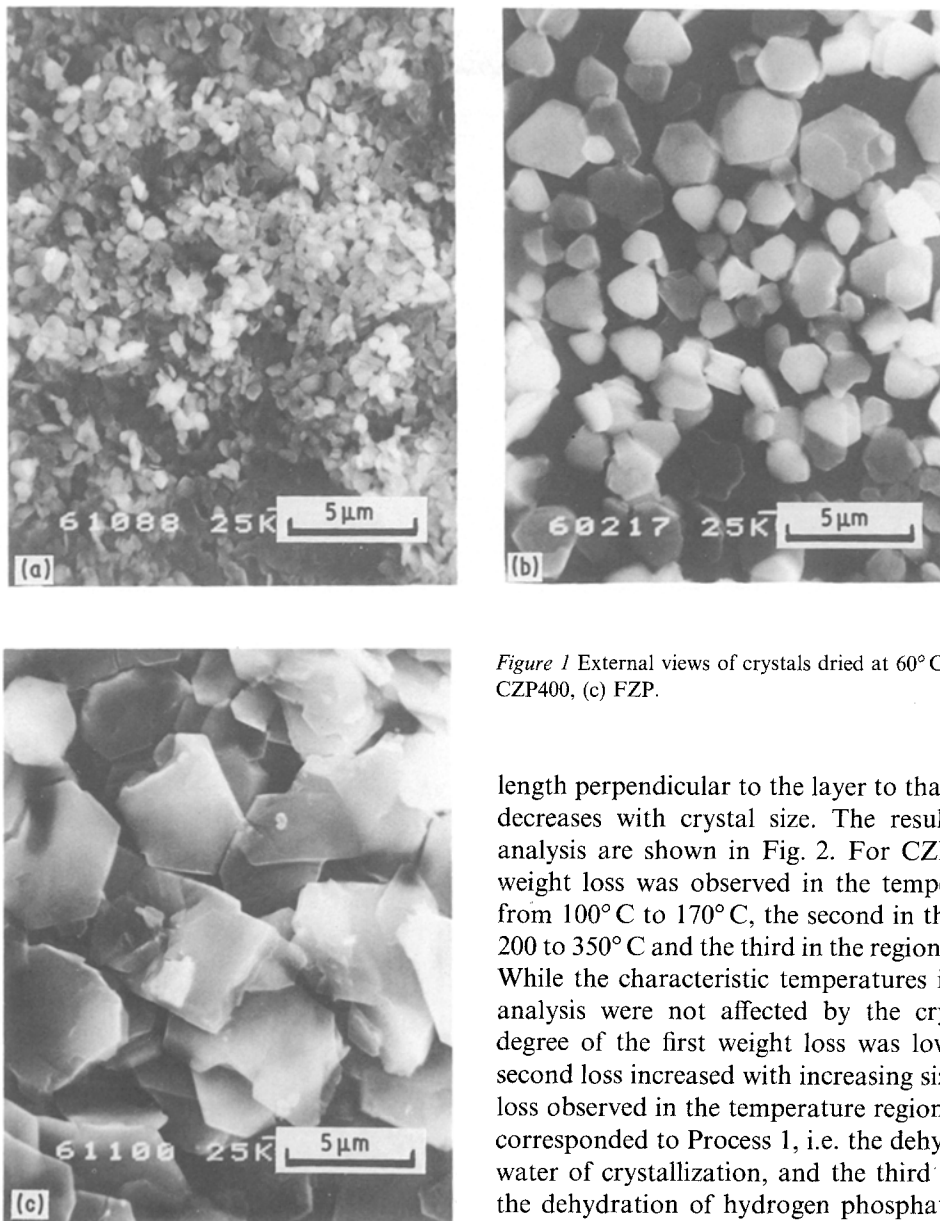 61088 25K
5μm
(a)
60217 25K
5μm
(b)
Figure 1 External views of crystals dried at 60° C
CZP400, (c) FZP.
61100 25K
5μm
(c)
length perpendicular to the layer to tha
decreases with crystal size. The resul
analysis are shown in Fig. 2. For CZ
weight loss was observed in the temp
from 100° C to 170° C, the second in th
200 to 350° C and the third in the region
While the characteristic temperatures i
analysis were not affected by the cry
degree of the first weight loss was low
second loss increased with increasing siz
loss observed in the temperature region
corresponded to Process 1, i.e. the dehy
water of crystallization, and the third
the dehydration of hydrogen phospha